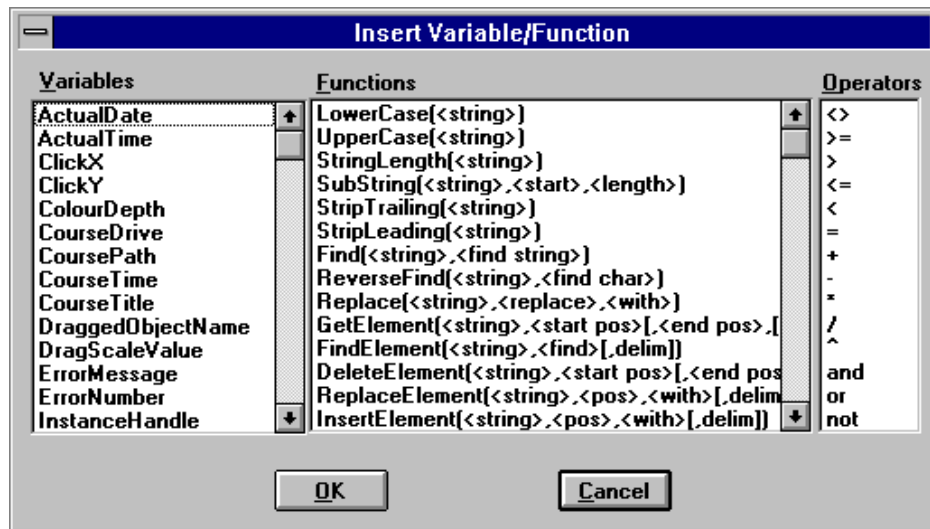 Insert Variable/Function
Variables
ActualDate
ActualTime
ClickX
ClickY
ColourDepth
CourseDrive
CoursePath
CourseTime
CourseTitle
DraggedObjectName
DragScaleValue
ErrorMessage
ErrorNumber
InstanceHandle
Functions
LowerCase(<string>)
UpperCase(<string>)
StringLength(<string>)
SubString(<string>,<start>,<length>)
StripTrailing(<string>)
StripLeading(<string>)
Find(<string>,<find string>)
ReverseFind(<string>,<find char>)
Replace(<string>,<replace>,<with>)
GetElement(<string>,<start pos>[,<end pos>,[
FindElement(<string>,<find>[,delim])
DeleteElement(<string>,<start pos>[,<end pos
ReplaceElement(<string>,<pos>,<with>[,delim
InsertElement(<string>,<pos>,<with>[,delim])
Operators
<>
>=
>
<=
<
=
+
-
*
/
^
and
or
not
OK
Cancel